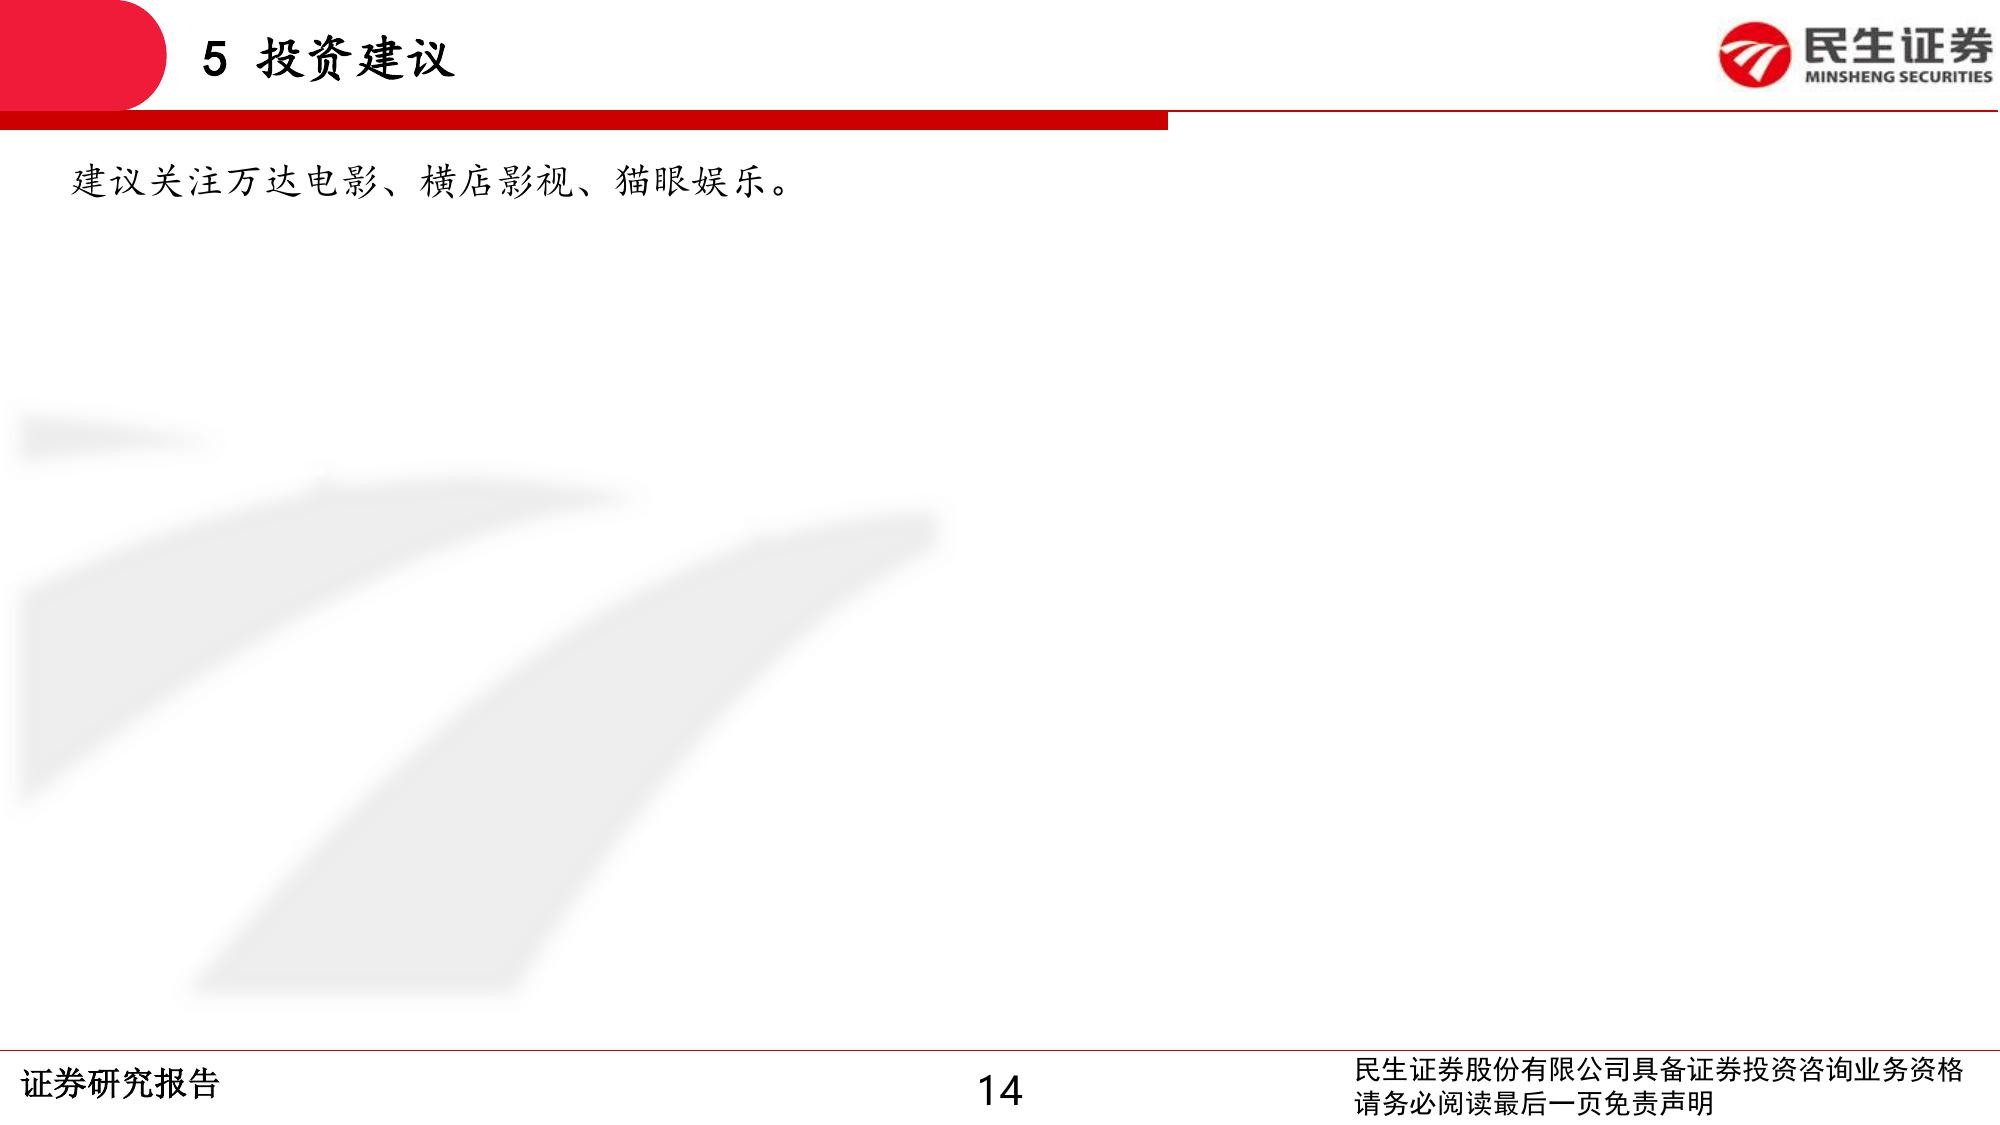 5 投资建议
民生证券
MINSHENG SECURITIES
建议关注万达电影、横店影视、猫眼娱乐。
证券研究报告
14
民生证券股份有限公司具备证券投资咨询业务资格
请务必阅读最后一页免责声明